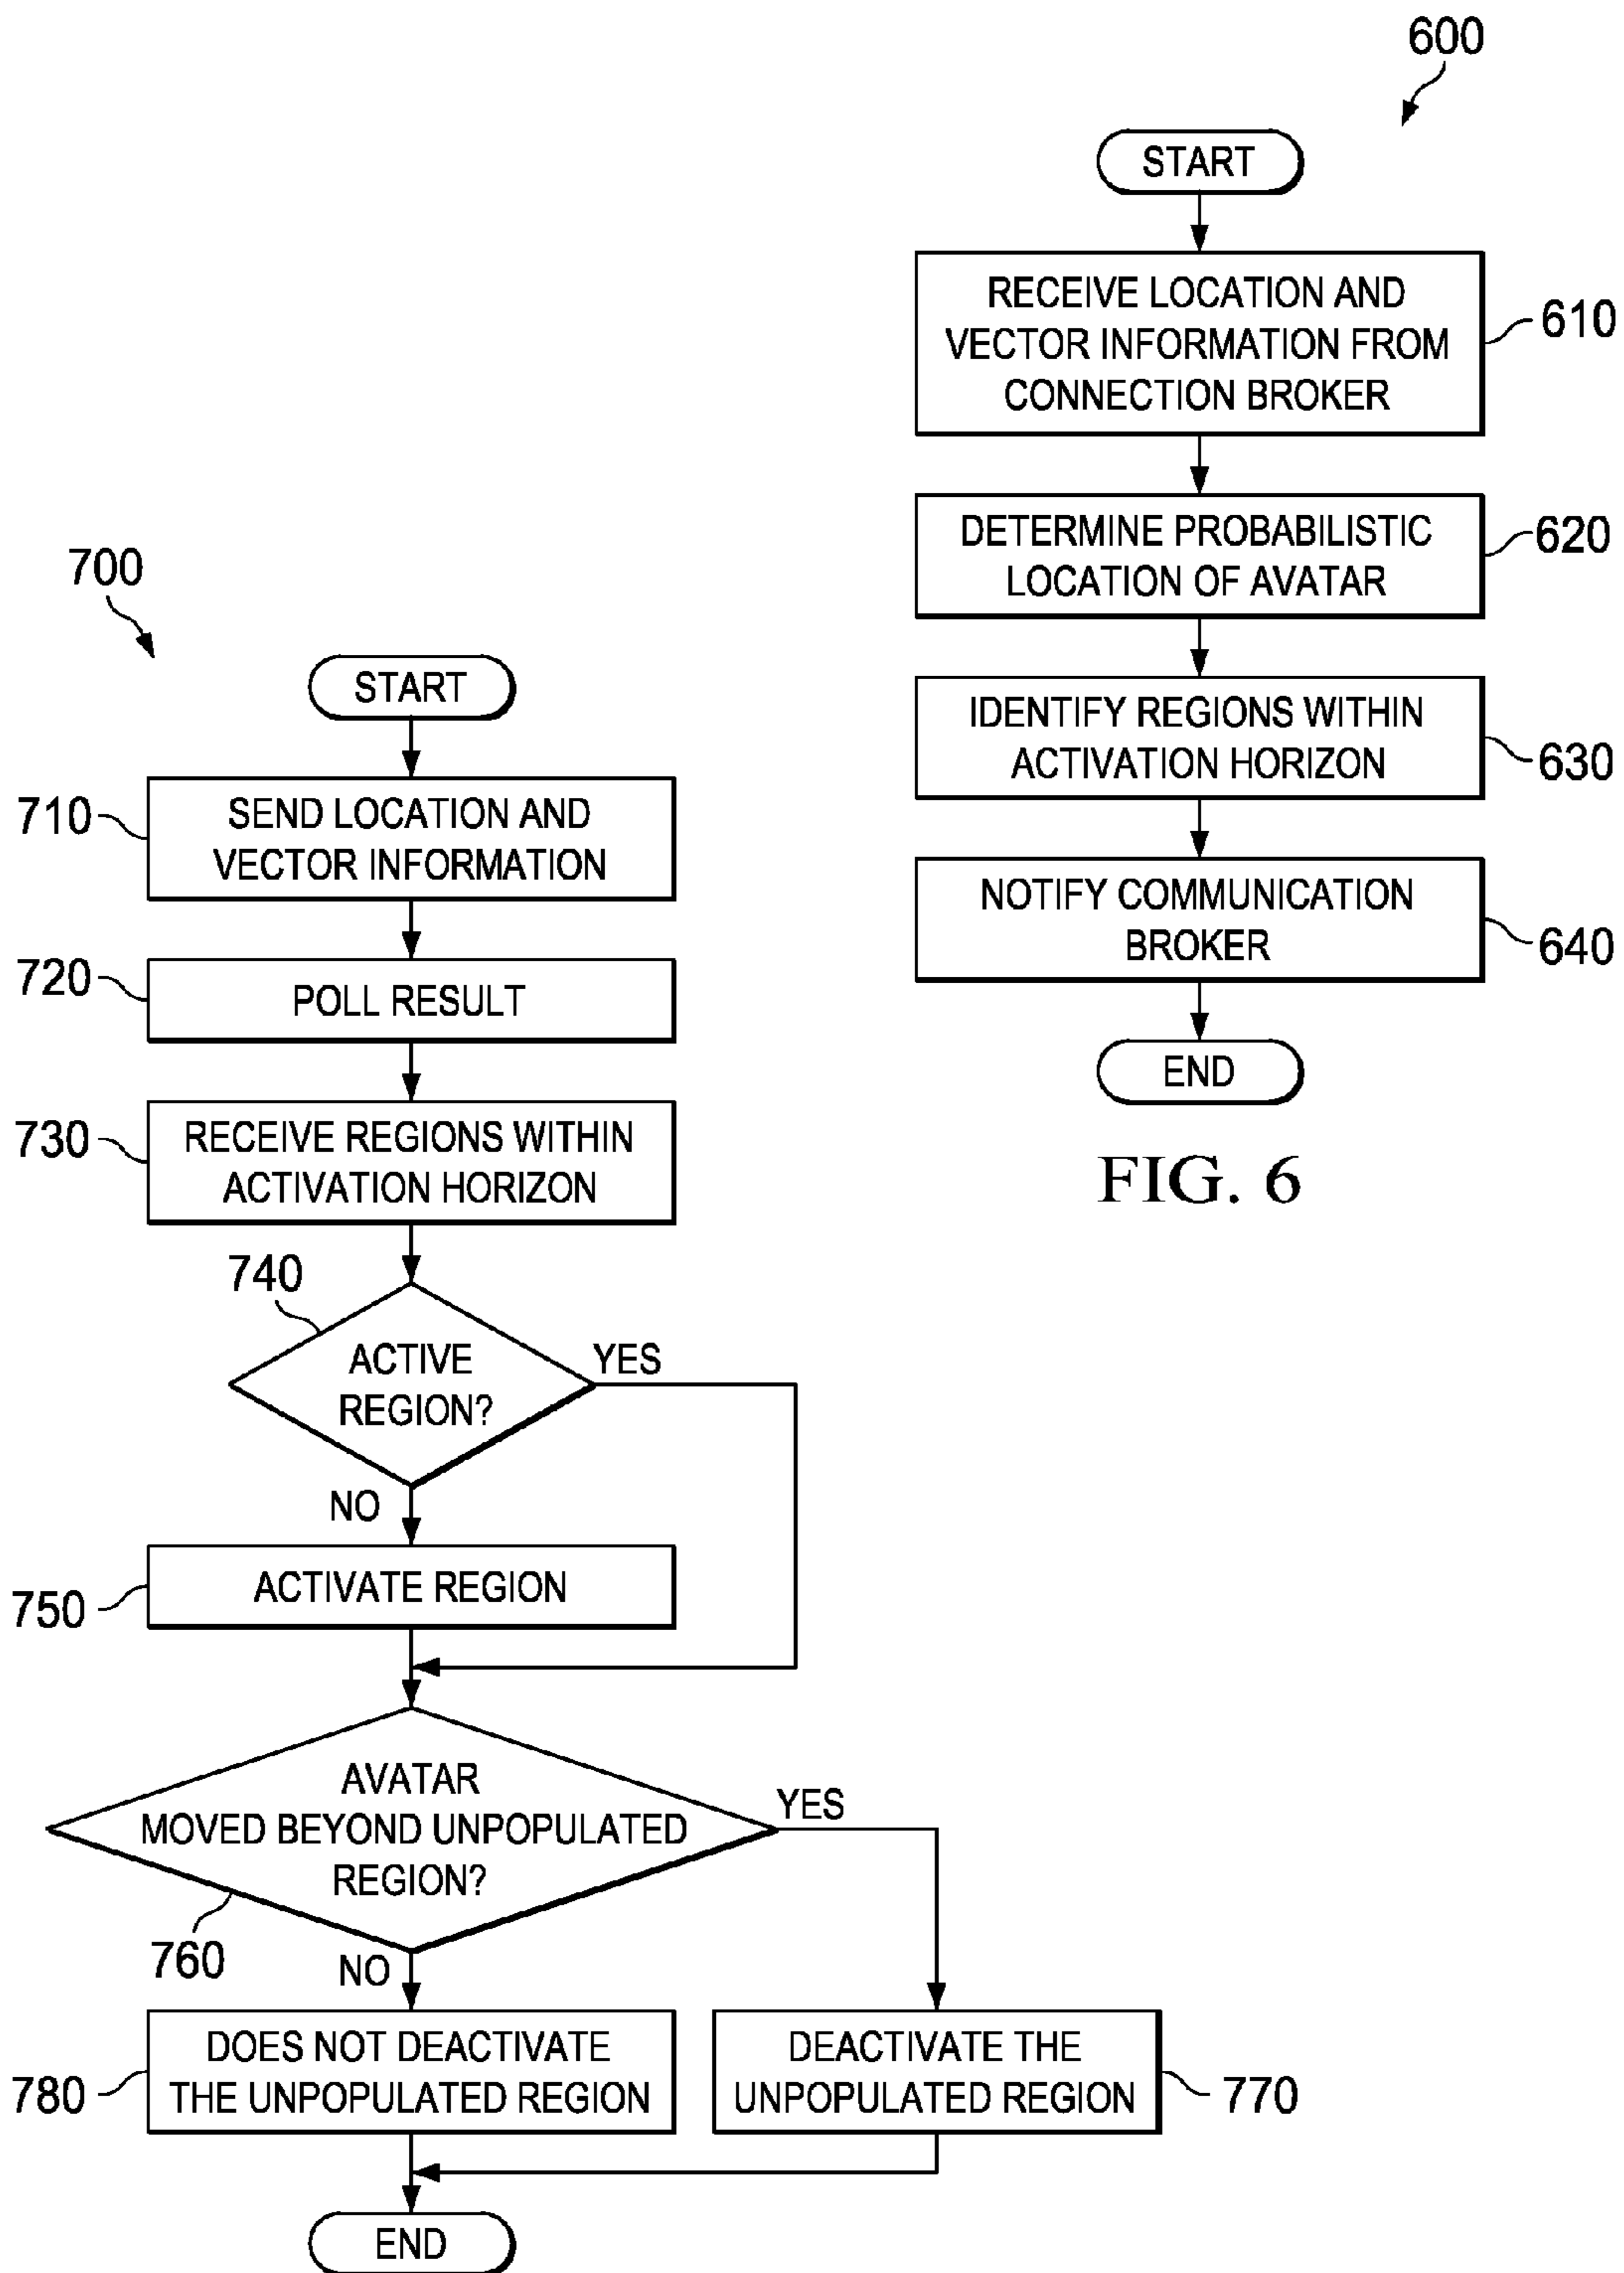 600
START
RECEIVE LOCATION AND
VECTOR INFORMATION FROM
CONNECTION BROKER
610
DETERMINE PROBABILISTIC
LOCATION OF AVATAR
620
IDENTIFY REGIONS WITHIN
ACTIVATION HORIZON
630
NOTIFY COMMUNICATION
BROKER
640
END
FIG. 6
700
START
710
SEND LOCATION AND
VECTOR INFORMATION
720
POLL RESULT
730
RECEIVE REGIONS WITHIN
ACTIVATION HORIZON
740
ACTIVE
REGION?
YES
NO
750
ACTIVATE REGION
AVATAR
MOVED BEYOND UNPOPULATED
REGION?
YES
760
NO
780
DOES NOT DEACTIVATE
THE UNPOPULATED REGION
DEACTIVATE THE
UNPOPULATED REGION
770
END